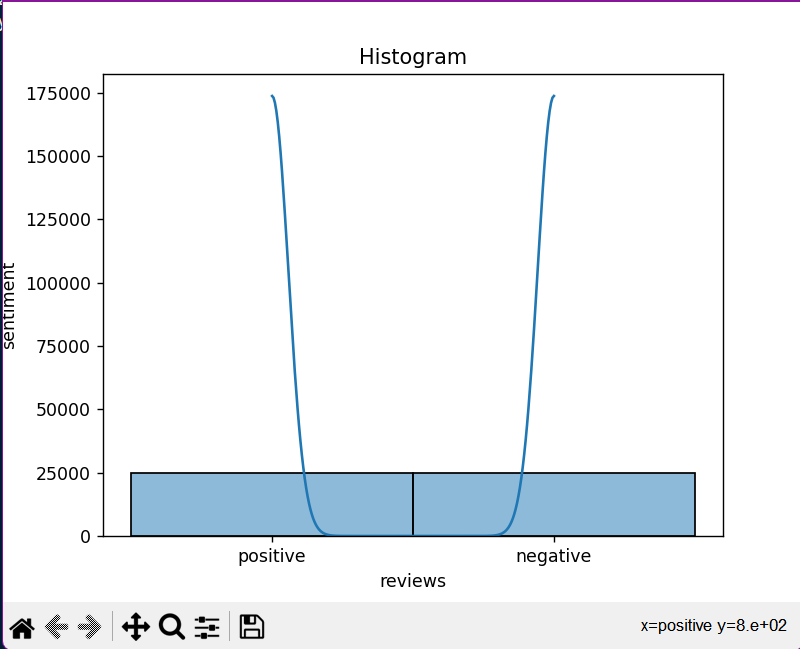 Histogram
175000
150000
125000
100000
75000
50000
25000
0
sentiment
positive negative
reviews
x=positive y=8.e+02